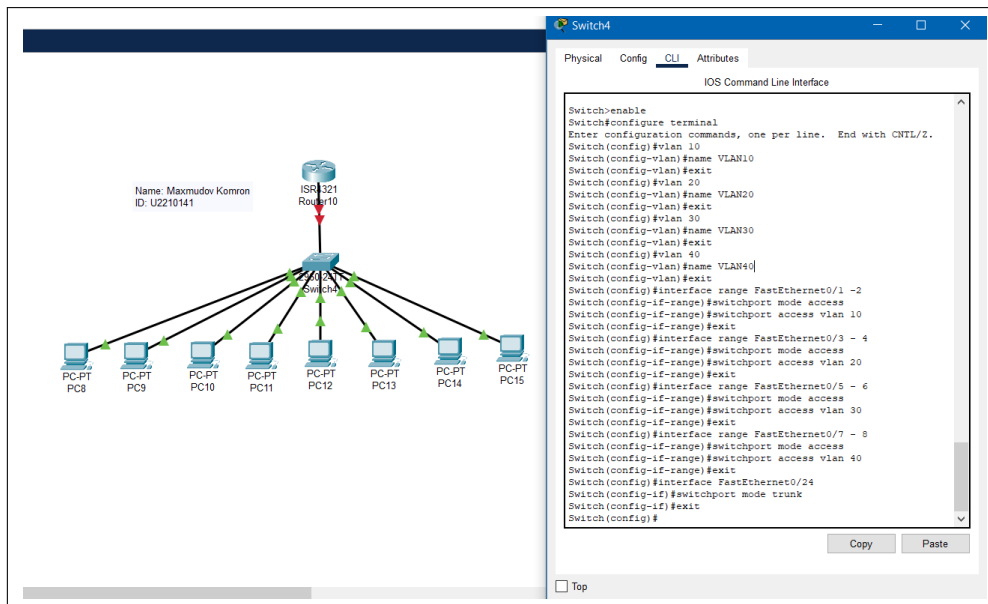 Switch4
Physical Config CLI Attributes
IOS Command Line Interface
Switch>enable
Switch#configure terminal
Enter configuration commands, one per line. End with CNTL/Z.
Switch(config)#vlan 10
Switch(config-vlan)#name VLAN10
Switch(config-vlan)#exit
Switch(config)#vlan 20
Switch(config-vlan)#name VLAN20
Switch(config-vlan)#exit
Switch(config)#vlan 30
Switch(config-vlan)#name VLAN30
Switch(config-vlan)#exit
Switch(config)#vlan 40
Switch(config-vlan)#name VLAN40
Switch(config-vlan)#exit
Switch(config)#interface range FastEthernet0/1 -2
Switch(config-if-range)#switchport mode access
Switch(config-if-range)#switchport access vlan 10
Switch(config-if-range)#exit
Switch(config)#interface range FastEthernet0/3 - 4
Switch(config-if-range)#switchport mode access
Switch(config-if-range)#switchport access vlan 20
Switch(config-if-range)#exit
Switch(config)#interface range FastEthernet0/5 - 6
Switch(config-if-range)#switchport mode access
Switch(config-if-range)#switchport access vlan 30
Switch(config-if-range)#exit
Switch(config)#interface range FastEthernet0/7 - 8
Switch(config-if-range)#switchport mode access
Switch(config-if-range)#switchport access vlan 40
Switch(config-if-range)#exit
Switch(config)#interface FastEthernet0/24
Switch(config-if)#switchport mode trunk
Switch(config-if)#exit
Switch(config)#
Copy Paste
Top
Name: Maxmudov Komron
ID: U2210141
ISR4321
Router10
Switch4
PC-PT
PC8
PC-PT
PC9
PC-PT
PC10
PC-PT
PC11
PC-PT
PC12
PC-PT
PC13
PC-PT
PC14
PC-PT
PC15